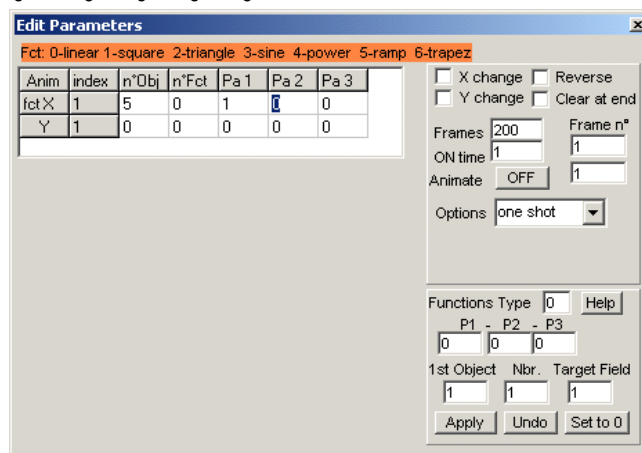 Edit Parameters
Fct: 0-linear 1-square 2-triangle 3-sine 4-power 5-ramp 6-trapez
Anim index n°Obj n°Fct Pa 1 Pa 2 Pa 3
fct X 1 5 0 1 0 0
Y 1 0 0 0 0 0
X change Reverse
Y change Clear at end
Frames 200 Frame n°
ON time 1 1
Animate OFF 1
Options one shot
Functions Type 0 Help
P1 - P2 - P3
0 0 0
1st Object Nbr. Target Field
1 1 1
Apply Undo Set to 0